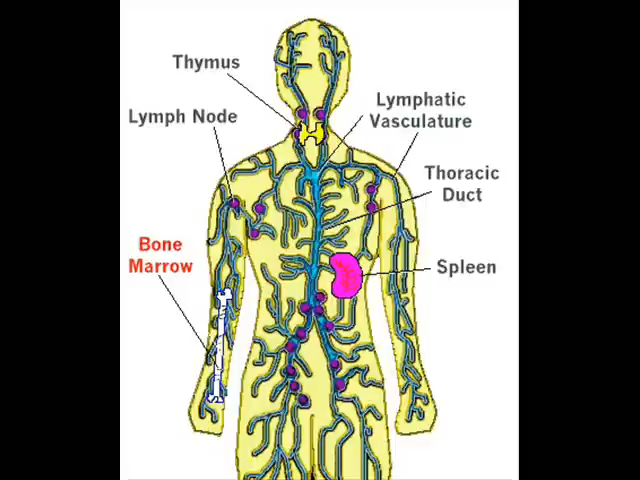 Thymus
Lymph Node
Lymphatic
Vasculature
Thoracic
Duct
Bone
Marrow
Spleen